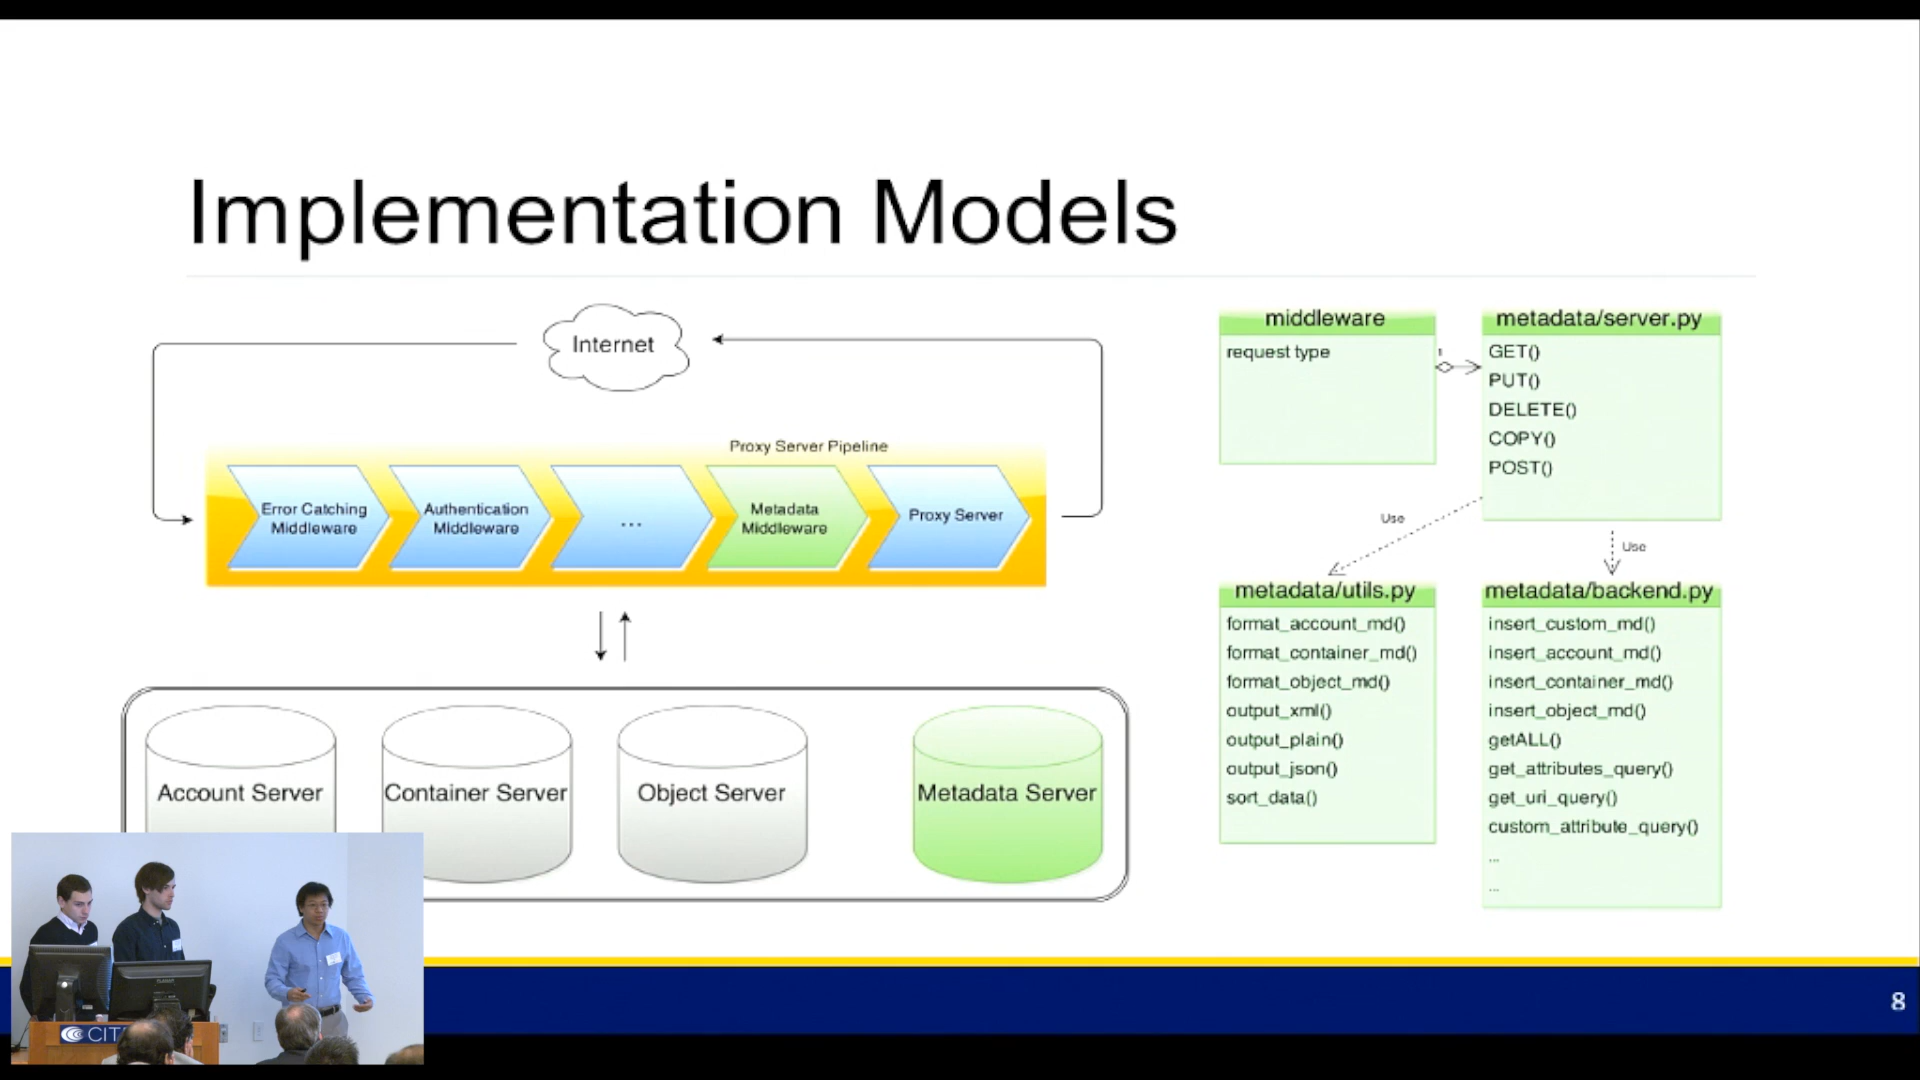 Implementation Models
Internet
Proxy Server Pipeline
Error Catching
Middleware
Authentication
Middleware
...
Metadata
Middleware
Proxy Server
Account Server
Container Server
Object Server
Metadata Server
middleware
request type
1
metadata/server.py
GET()
PUT()
DELETE()
COPY()
POST()
Use
Use
metadata/utils.py
format_account_md()
format_container_md()
format_object_md()
output_xml()
output_plain()
output_json()
sort_data()
metadata/backend.py
insert_custom_md()
insert_account_md()
insert_container_md()
insert_object_md()
getALL()
get_attributes_query()
get_uri_query()
custom_attribute_query()
...
...
CIT
8